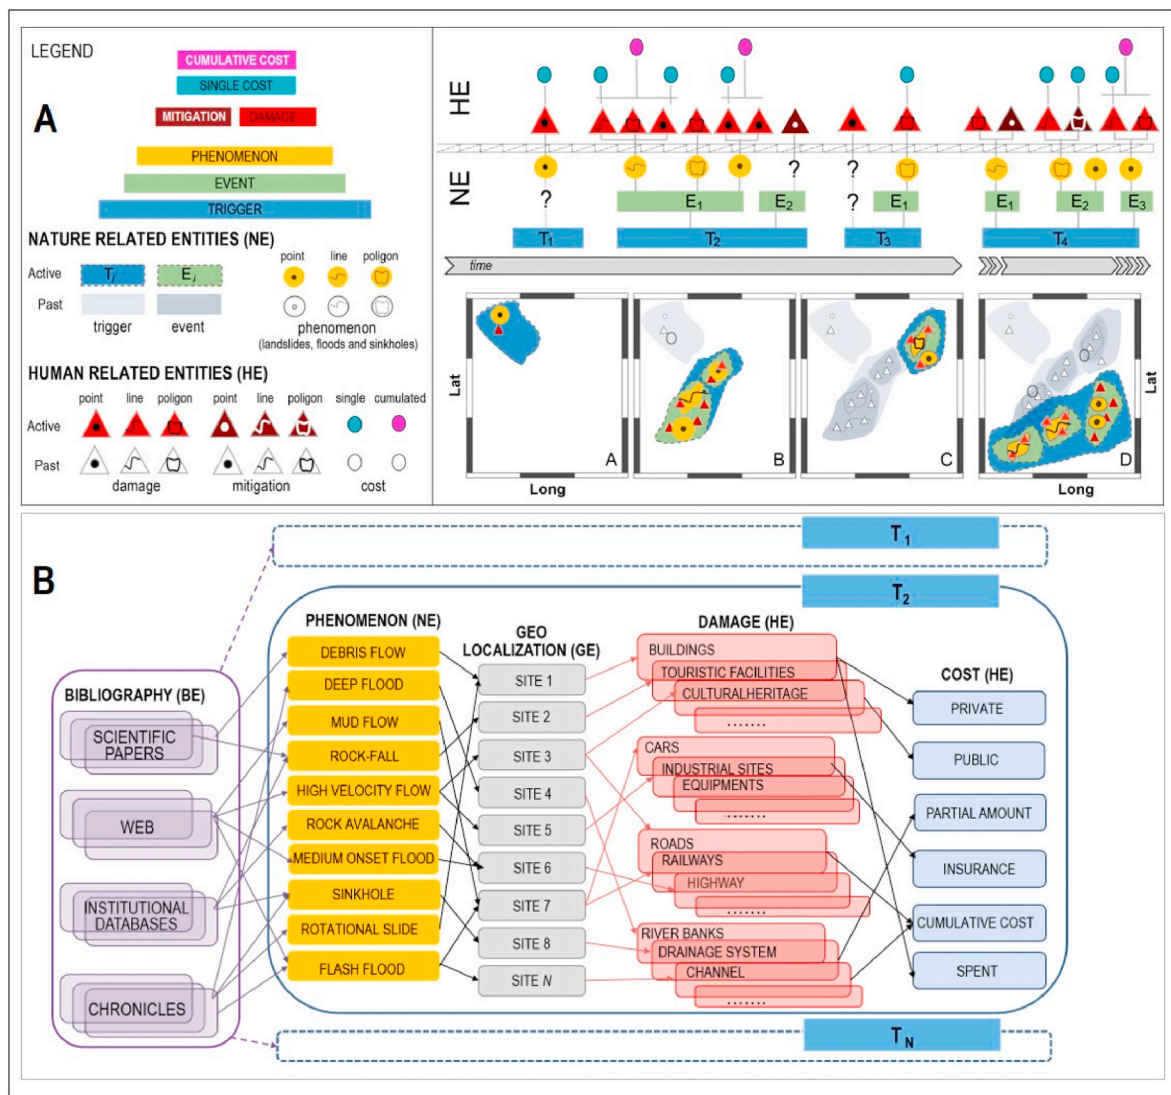 LEGEND
CUMULATIVE COST
SINGLE COST
MITIGATION DAMAGE
PHENOMENON
EVENT
TRIGGER
A
NATURE RELATED ENTITIES (NE)
point line poligon
Active Ti Ei
Past
trigger event phenomenon
(landslides, floods and sinkholes)
HUMAN RELATED ENTITIES (HE)
point line poligon point line poligon single cumulated
Active
Past
damage mitigation cost
HE
NE
? ? ? ?
E1 E2 E1 E1 E2 E3
T1 T2 T3 T4
time
Lat Lat
A B C D
Long Long
B
T1
T2
PHENOMENON (NE)
DEBRIS FLOW
DEEP FLOOD
MUD FLOW
ROCK-FALL
HIGH VELOCITY FLOW
ROCK AVALANCHE
MEDIUM ONSET FLOOD
SINKHOLE
ROTATIONAL SLIDE
FLASH FLOOD
GEO
LOCALIZATION (GE)
SITE 1
SITE 2
SITE 3
SITE 4
SITE 5
SITE 6
SITE 7
SITE 8
SITE N
DAMAGE (HE)
BUILDINGS
TOURISTIC FACILITIES
CULTURALHERITAGE
.......
CARS
INDUSTRIAL SITES
EQUIPMENTS
.......
ROADS
RAILWAYS
HIGHWAY
.......
RIVER BANKS
DRAINAGE SYSTEM
CHANNEL
.......
COST (HE)
PRIVATE
PUBLIC
PARTIAL AMOUNT
INSURANCE
CUMULATIVE COST
SPENT
BIBLIOGRAPHY (BE)
SCIENTIFIC
PAPERS
WEB
INSTITUTIONAL
DATABASES
CHRONICLES
TN